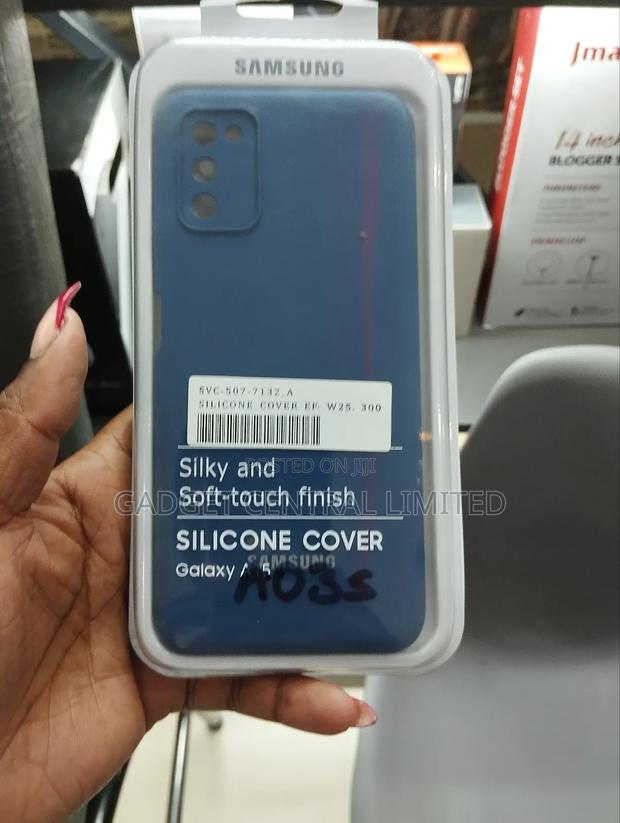 SAMSUNG
Jma
14 inch
BLOGGER S
SVC-507-7132_A
SILICONE COVER EF- W25. 300
Silky and
POSTED ON JIJI
Soft-touch finish
GADGET CENTRAL LIMITED
SILICONE COVER
SAMSUNG
Galaxy A
A03S